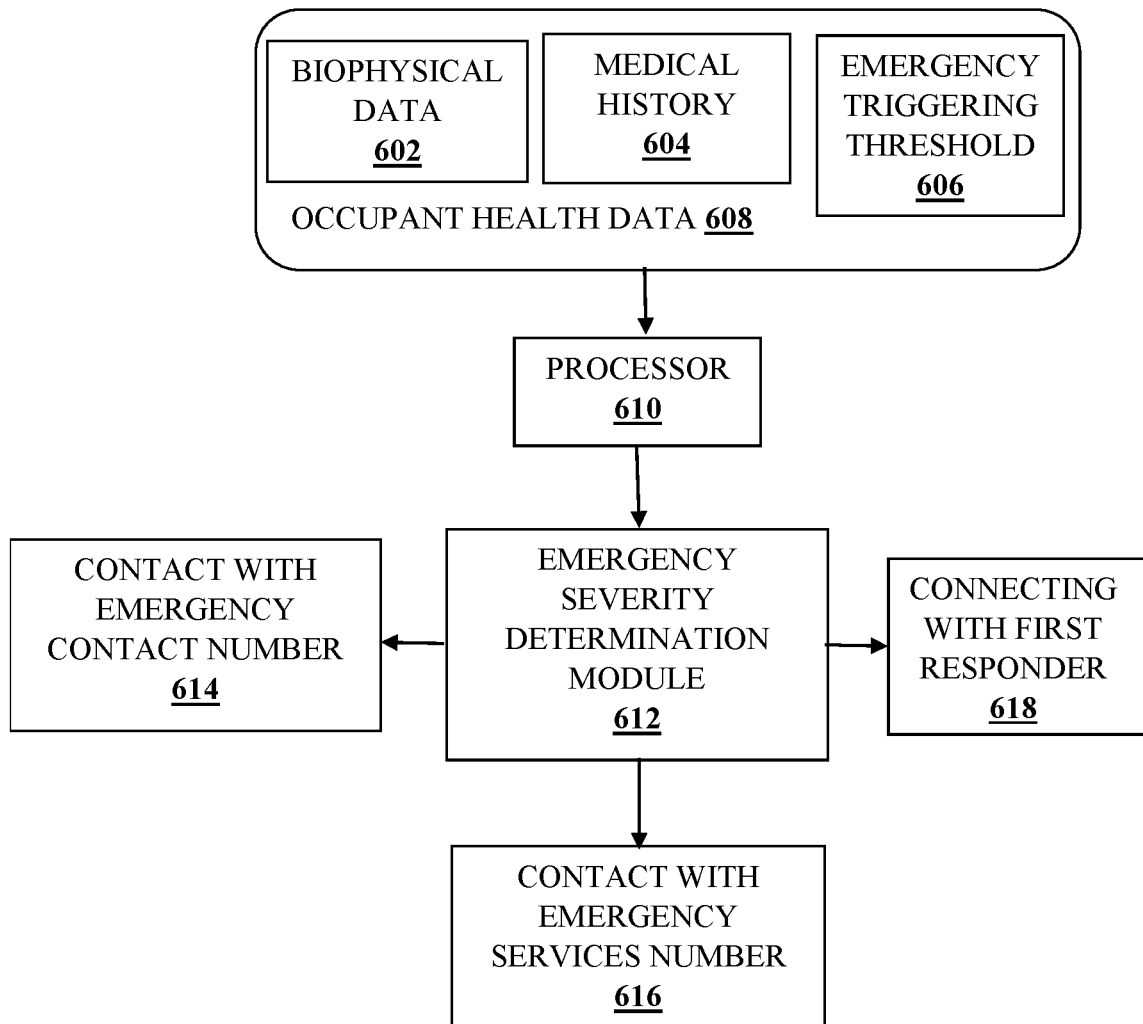 BIOPHYSICAL
DATA
602
MEDICAL
HISTORY
604
EMERGENCY
TRIGGERING
THRESHOLD
606
OCCUPANT HEALTH DATA 608
PROCESSOR
610
CONTACT WITH
EMERGENCY
CONTACT NUMBER
614
EMERGENCY
SEVERITY
DETERMINATION
MODULE
612
CONNECTING
WITH FIRST
RESPONDER
618
CONTACT WITH
EMERGENCY
SERVICES NUMBER
616